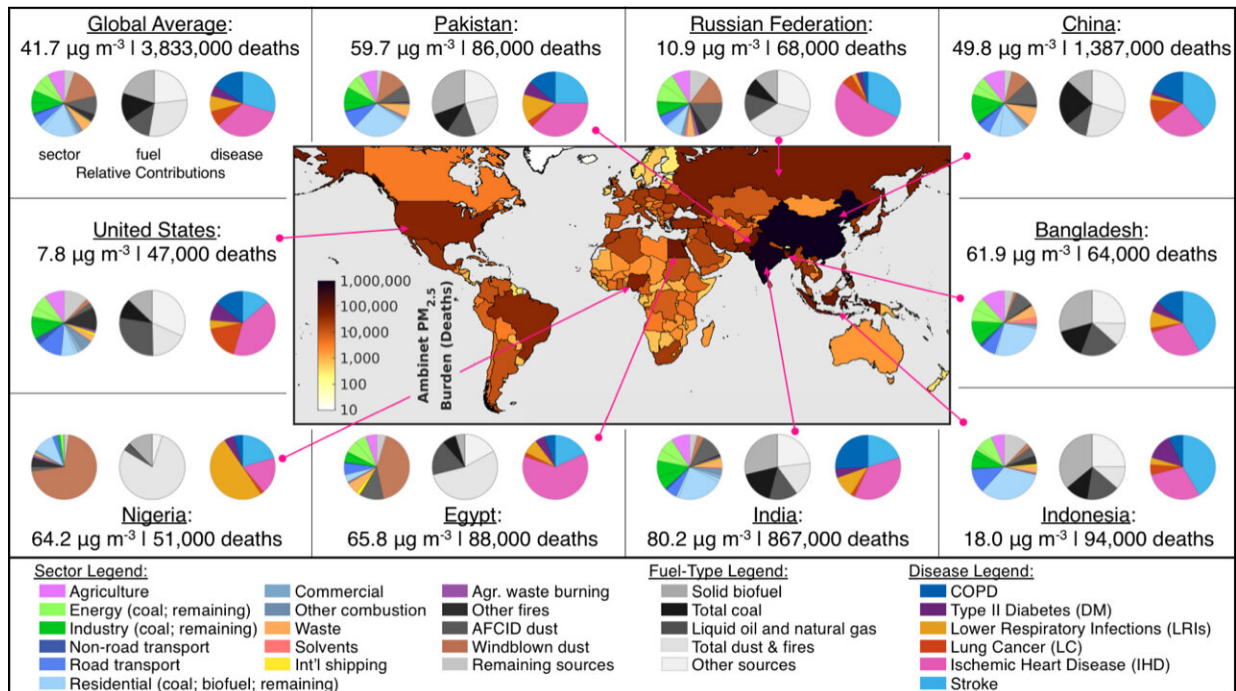 Global Average:
41.7 µg m⁻³ | 3,833,000 deaths
sector fuel disease
Relative Contributions
Pakistan:
59.7 µg m⁻³ | 86,000 deaths
Russian Federation:
10.9 µg m⁻³ | 68,000 deaths
China:
49.8 µg m⁻³ | 1,387,000 deaths
United States:
7.8 µg m⁻³ | 47,000 deaths
1,000,000
100,000
10,000
1,000
100
10
Ambinet PM2.5
Burden (Deaths)
Bangladesh:
61.9 µg m⁻³ | 64,000 deaths
Nigeria:
64.2 µg m⁻³ | 51,000 deaths
Egypt:
65.8 µg m⁻³ | 88,000 deaths
India:
80.2 µg m⁻³ | 867,000 deaths
Indonesia:
18.0 µg m⁻³ | 94,000 deaths
Sector Legend:
Agriculture
Energy (coal; remaining)
Industry (coal; remaining)
Non-road transport
Road transport
Residential (coal; biofuel; remaining)
Commercial
Other combustion
Waste
Solvents
Int'l shipping
Agr. waste burning
Other fires
AFCID dust
Windblown dust
Remaining sources
Fuel-Type Legend:
Solid biofuel
Total coal
Liquid oil and natural gas
Total dust & fires
Other sources
Disease Legend:
COPD
Type II Diabetes (DM)
Lower Respiratory Infections (LRIs)
Lung Cancer (LC)
Ischemic Heart Disease (IHD)
Stroke